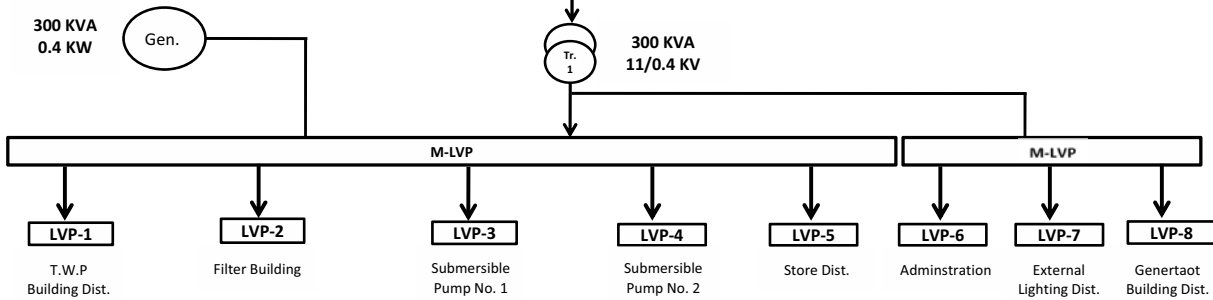 300 KVA
0.4 KW
Gen.
Tr.
1
300 KVA
11/0.4 KV
M-LVP
M-LVP
LVP-1
LVP-2
LVP-3
LVP-4
LVP-5
LVP-6
LVP-7
LVP-8
T.W.P
Building Dist.
Filter Building
Submersible
Pump No. 1
Submersible
Pump No. 2
Store Dist.
Adminstration
External
Lighting Dist.
Genertaot
Building Dist.